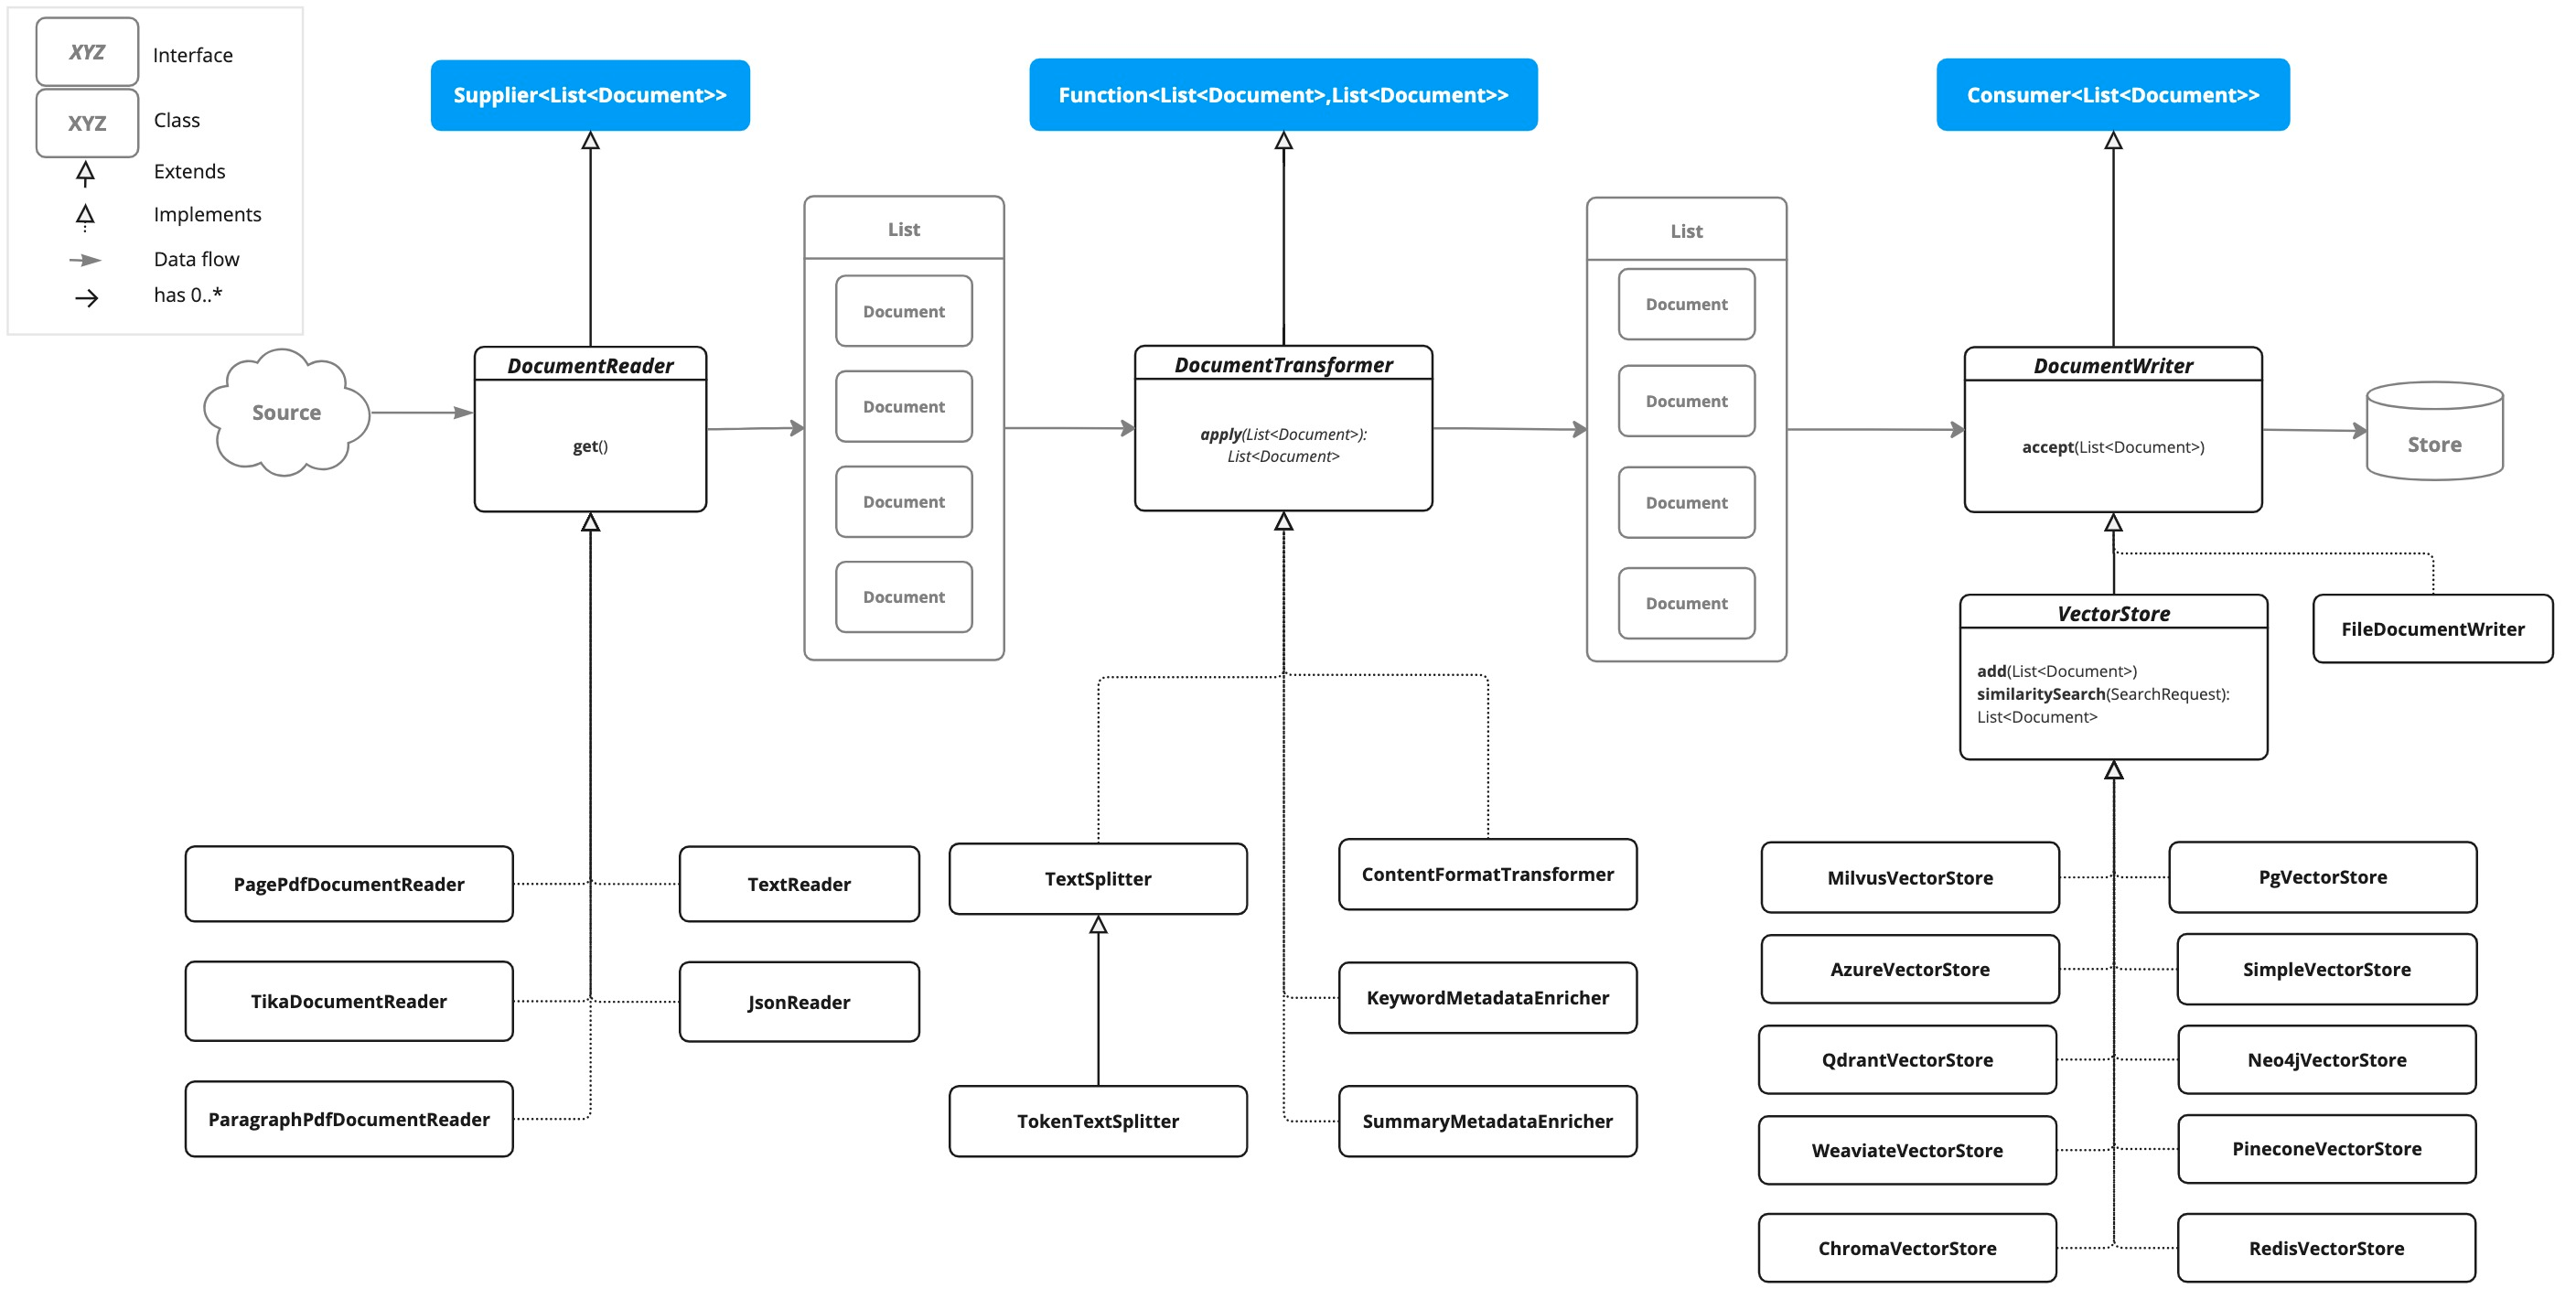 XYZ
Interface
XYZ
Class
Extends
Implements
Data flow
has 0..*
Supplier<List<Document>>
Function<List<Document>,List<Document>>
Consumer<List<Document>>
Source
DocumentReader
get()
List
Document
Document
Document
Document
DocumentTransformer
apply(List<Document>):
List<Document>
List
Document
Document
Document
Document
DocumentWriter
accept(List<Document>)
Store
VectorStore
add(List<Document>)
similaritySearch(SearchRequest):
List<Document>
FileDocumentWriter
PagePdfDocumentReader
TextReader
TikaDocumentReader
JsonReader
ParagraphPdfDocumentReader
TextSplitter
ContentFormatTransformer
KeywordMetadataEnricher
TokenTextSplitter
SummaryMetadataEnricher
MilvusVectorStore
PgVectorStore
AzureVectorStore
SimpleVectorStore
QdrantVectorStore
Neo4jVectorStore
WeaviateVectorStore
PineconeVectorStore
ChromaVectorStore
RedisVectorStore